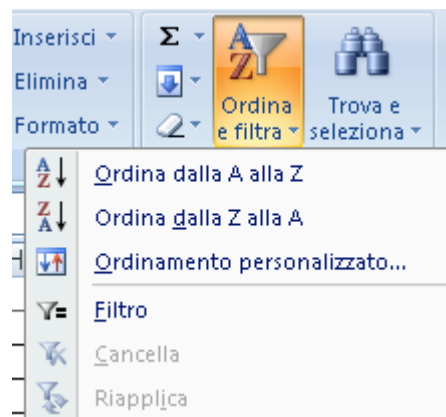 Inserisci
Elimina
Formato
Σ
Ordina
e filtra
Trova e
seleziona
Ordina dalla A alla Z
Ordina dalla Z alla A
Ordinamento personalizzato...
Filtro
Cancella
Riapplica